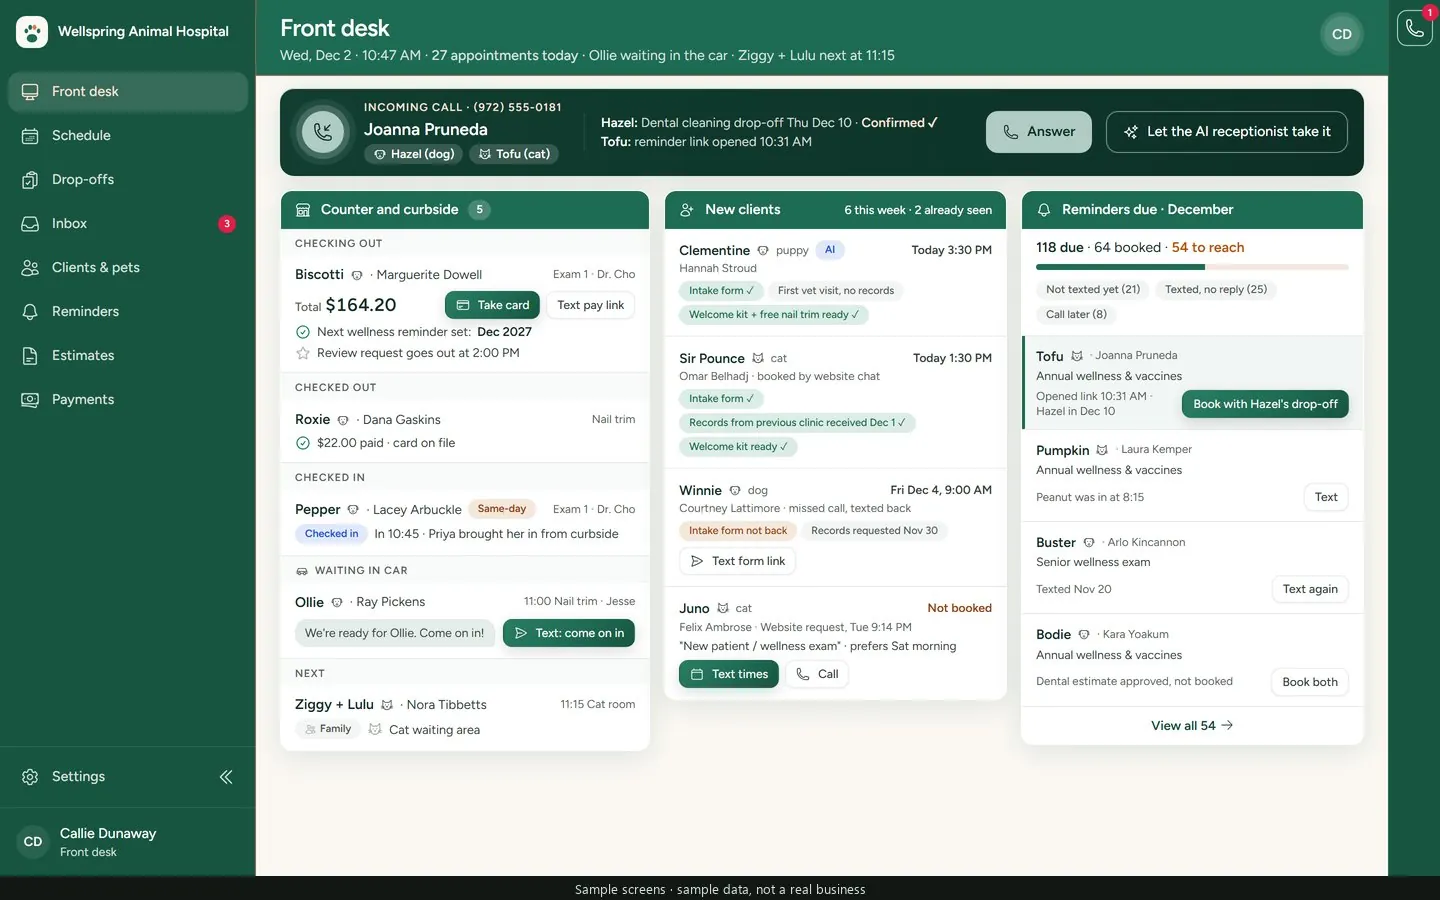 Wellspring Animal Hospital
Front desk
Schedule
Drop-offs
Inbox 3
Clients & pets
Reminders
Estimates
Payments
Settings
CD
Callie Dunaway
Front desk
Front desk
Wed, Dec 2 · 10:47 AM · 27 appointments today · Ollie waiting in the car · Ziggy + Lulu next at 11:15
CD
1
INCOMING CALL · (972) 555-0181
Joanna Pruneda
Hazel (dog) Tofu (cat)
Hazel: Dental cleaning drop-off Thu Dec 10 · Confirmed ✓
Tofu: reminder link opened 10:31 AM
Answer
Let the AI receptionist take it
Counter and curbside 5
CHECKING OUT
Biscotti · Marguerite Dowell Exam 1 · Dr. Cho
Total $164.20 Take card Text pay link
Next wellness reminder set: Dec 2027
Review request goes out at 2:00 PM
CHECKED OUT
Roxie · Dana Gaskins Nail trim
$22.00 paid · card on file
CHECKED IN
Pepper · Lacey Arbuckle Same-day Exam 1 · Dr. Cho
Checked in In 10:45 · Priya brought her in from curbside
WAITING IN CAR
Ollie · Ray Pickens 11:00 Nail trim · Jesse
We're ready for Ollie. Come on in! Text: come on in
NEXT
Ziggy + Lulu · Nora Tibbetts 11:15 Cat room
Family Cat waiting area
New clients 6 this week · 2 already seen
Clementine puppy AI Today 3:30 PM
Hannah Stroud
Intake form ✓ First vet visit, no records
Welcome kit + free nail trim ready ✓
Sir Pounce cat Today 1:30 PM
Omar Belhadj · booked by website chat
Intake form ✓
Records from previous clinic received Dec 1 ✓
Welcome kit ready ✓
Winnie dog Fri Dec 4, 9:00 AM
Courtney Lattimore · missed call, texted back
Intake form not back Records requested Nov 30
Text form link
Juno cat Not booked
Felix Ambrose · Website request, Tue 9:14 PM
"New patient / wellness exam" · prefers Sat morning
Text times Call
Reminders due · December
118 due · 64 booked · 54 to reach
Not texted yet (21) Texted, no reply (25)
Call later (8)
Tofu · Joanna Pruneda
Annual wellness & vaccines
Opened link 10:31 AM ·
Hazel in Dec 10
Book with Hazel's drop-off
Pumpkin · Laura Kemper
Annual wellness & vaccines
Peanut was in at 8:15 Text
Buster · Arlo Kincannon
Senior wellness exam
Texted Nov 20 Text again
Bodie · Kara Yoakum
Annual wellness & vaccines
Dental estimate approved, not booked Book both
View all 54 →
Sample screens · sample data, not a real business